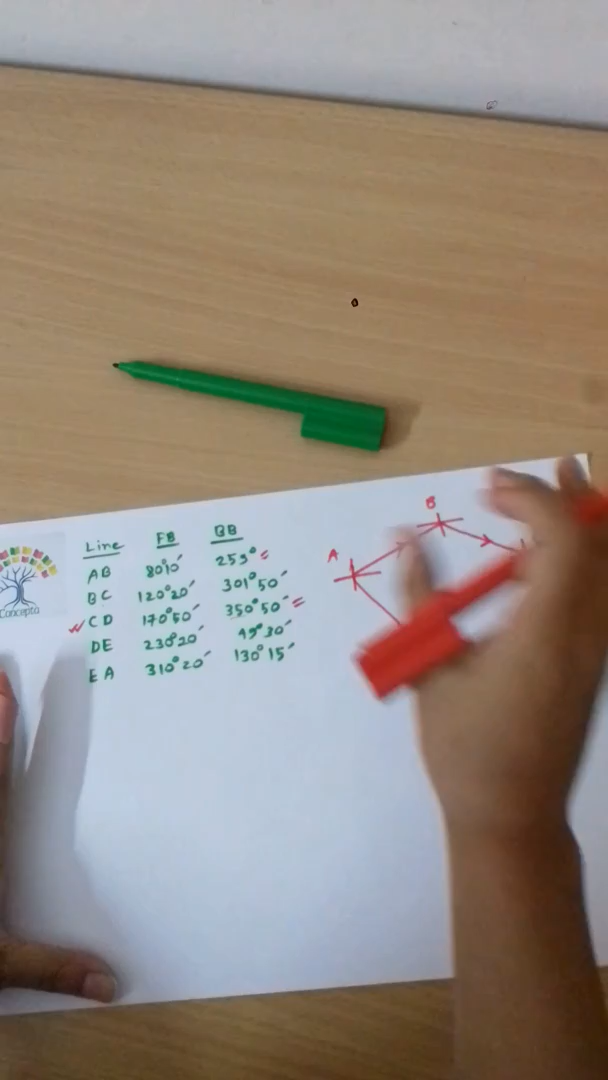 Line FB BB
AB 80°10′ 259°
BC 120°20′ 301°50′
CD 170°50′ 350°50′
DE 230°20′ 49°30′
EA 310°20′ 130°15′
A
B
Concepta